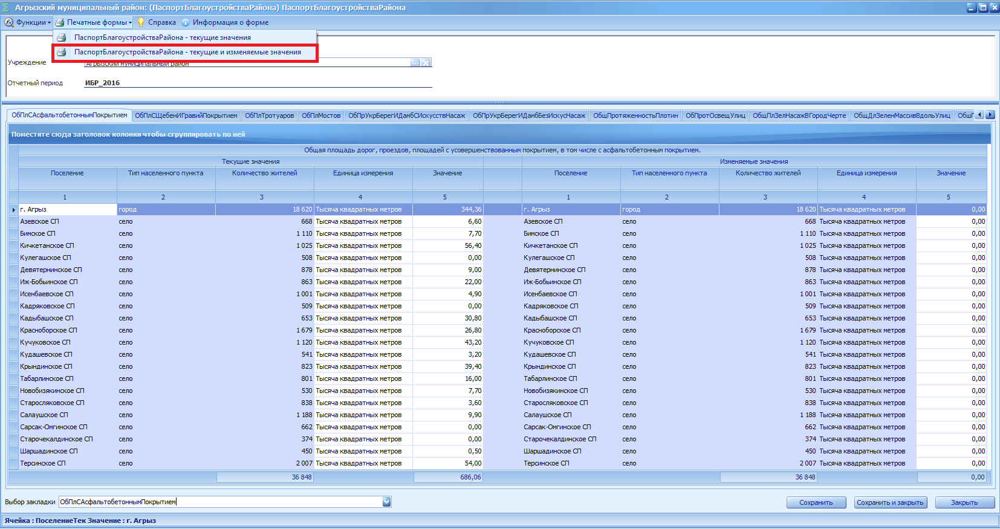 Агрызский муниципальный район: (ПаспортБлагоустройстваРайона) ПаспортБлагоустройстваРайона
Функции Печатные формы Справка Информация о форме
ПаспортБлагоустройстваРайона - текущие значения
ПаспортБлагоустройстваРайона - текущие и изменяемые значения
Учреждение Агрызский муниципальный район
Отчетный период ИБР_2016
ОбПлСАсфальтобетоннымПокрытием ОбПлСЩебенИГравийПокрытием ОбПлТротуаров ОбПлМостов ОбПрУкрБерегИДамбСИскусствНасаж ОбПрУкрБерегИДамбБезИскусНасаж ОбщПротяженностьПлотин ОбПротОсвещУлиц ОбщПлЗелНасажВГородЧерте ОбщДлЗеленМассивВдольУлиц
Поместите сюда заголовок колонки чтобы сгруппировать по ней
Общая площадь дорог, проездов, площадей с усовершенствованным покрытием, в том числе с асфальтобетонным покрытием.
Текущие значения Изменяемые значения
Поселение Тип населенного пункта Количество жителей Единица измерения Значение Поселение Тип населенного пункта Количество жителей Единица измерения Значение
1 2 3 4 5 1 2 3 4 5
г. Агрыз город 18 620 Тысяча квадратных метров 344,36 г. Агрыз город 18 620 Тысяча квадратных метров 0,00
Азевское СП село 668 Тысяча квадратных метров 6,60 Азевское СП село 668 Тысяча квадратных метров 0,00
Бимское СП село 1 110 Тысяча квадратных метров 7,70 Бимское СП село 1 110 Тысяча квадратных метров 0,00
Кичкетанское СП село 1 025 Тысяча квадратных метров 56,40 Кичкетанское СП село 1 025 Тысяча квадратных метров 0,00
Кулегашское СП село 508 Тысяча квадратных метров 0,00 Кулегашское СП село 508 Тысяча квадратных метров 0,00
Девятернинское СП село 878 Тысяча квадратных метров 9,00 Девятернинское СП село 878 Тысяча квадратных метров 0,00
Иж-Бобьинское СП село 863 Тысяча квадратных метров 22,00 Иж-Бобьинское СП село 863 Тысяча квадратных метров 0,00
Исенбаевское СП село 1 001 Тысяча квадратных метров 4,90 Исенбаевское СП село 1 001 Тысяча квадратных метров 0,00
Кадряковское СП село 509 Тысяча квадратных метров 0,00 Кадряковское СП село 509 Тысяча квадратных метров 0,00
Кадыбашское СП село 653 Тысяча квадратных метров 30,80 Кадыбашское СП село 653 Тысяча квадратных метров 0,00
Красноборское СП село 1 679 Тысяча квадратных метров 26,80 Красноборское СП село 1 679 Тысяча квадратных метров 0,00
Кучуковское СП село 1 120 Тысяча квадратных метров 43,20 Кучуковское СП село 1 120 Тысяча квадратных метров 0,00
Кудашевское СП село 541 Тысяча квадратных метров 3,20 Кудашевское СП село 541 Тысяча квадратных метров 0,00
Крындинское СП село 823 Тысяча квадратных метров 39,40 Крындинское СП село 823 Тысяча квадратных метров 0,00
Табарлинское СП село 801 Тысяча квадратных метров 16,00 Табарлинское СП село 801 Тысяча квадратных метров 0,00
Новобизякинское СП село 530 Тысяча квадратных метров 7,70 Новобизякинское СП село 530 Тысяча квадратных метров 0,00
Старосляковское СП село 838 Тысяча квадратных метров 3,60 Старосляковское СП село 838 Тысяча квадратных метров 0,00
Салаушское СП село 1 188 Тысяча квадратных метров 9,90 Салаушское СП село 1 188 Тысяча квадратных метров 0,00
Сарсак-Омгинское СП село 662 Тысяча квадратных метров 0,00 Сарсак-Омгинское СП село 662 Тысяча квадратных метров 0,00
Старочекалдинское СП село 374 Тысяча квадратных метров 0,00 Старочекалдинское СП село 374 Тысяча квадратных метров 0,00
Шаршадинское СП село 450 Тысяча квадратных метров 0,50 Шаршадинское СП село 450 Тысяча квадратных метров 0,00
Терсинское СП село 2 007 Тысяча квадратных метров 54,00 Терсинское СП село 2 007 Тысяча квадратных метров 0,00
36 848 686,06 36 848 0,00
Выбор закладки ОбПлСАсфальтобетоннымПокрытием Сохранить Сохранить и закрыть Закрыть
Ячейка : ПоселениеТек Значение : г. Агрыз